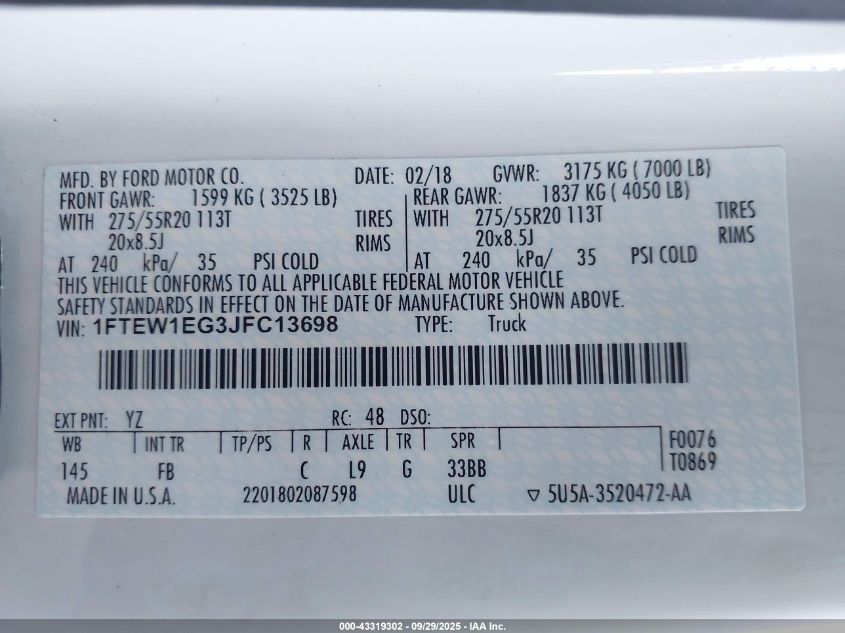 MFD. BY FORD MOTOR CO. DATE: 02/18 GVWR: 3175 KG ( 7000 LB)
FRONT GAWR: 1599 KG ( 3525 LB) REAR GAWR: 1837 KG ( 4050 LB)
WITH 275/55R20 113T TIRES WITH 275/55R20 113T TIRES
20x8.5J RIMS 20x8.5J RIMS
AT 240 kPa/ 35 PSI COLD AT 240 kPa/ 35 PSI COLD
THIS VEHICLE CONFORMS TO ALL APPLICABLE FEDERAL MOTOR VEHICLE
SAFETY STANDARDS IN EFFECT ON THE DATE OF MANUFACTURE SHOWN ABOVE.
VIN: 1FTEW1EG3JFC13698 TYPE: Truck
EXT PNT: YZ RC: 48 DSO:
WB INT TR TP/PS R AXLE TR SPR F0076
145 FB C L9 G 33BB T0869
MADE IN U.S.A. 2201802087598 ULC ▽ 5U5A-3520472-AA
000-43319302 - 09/29/2025 - IAA Inc.